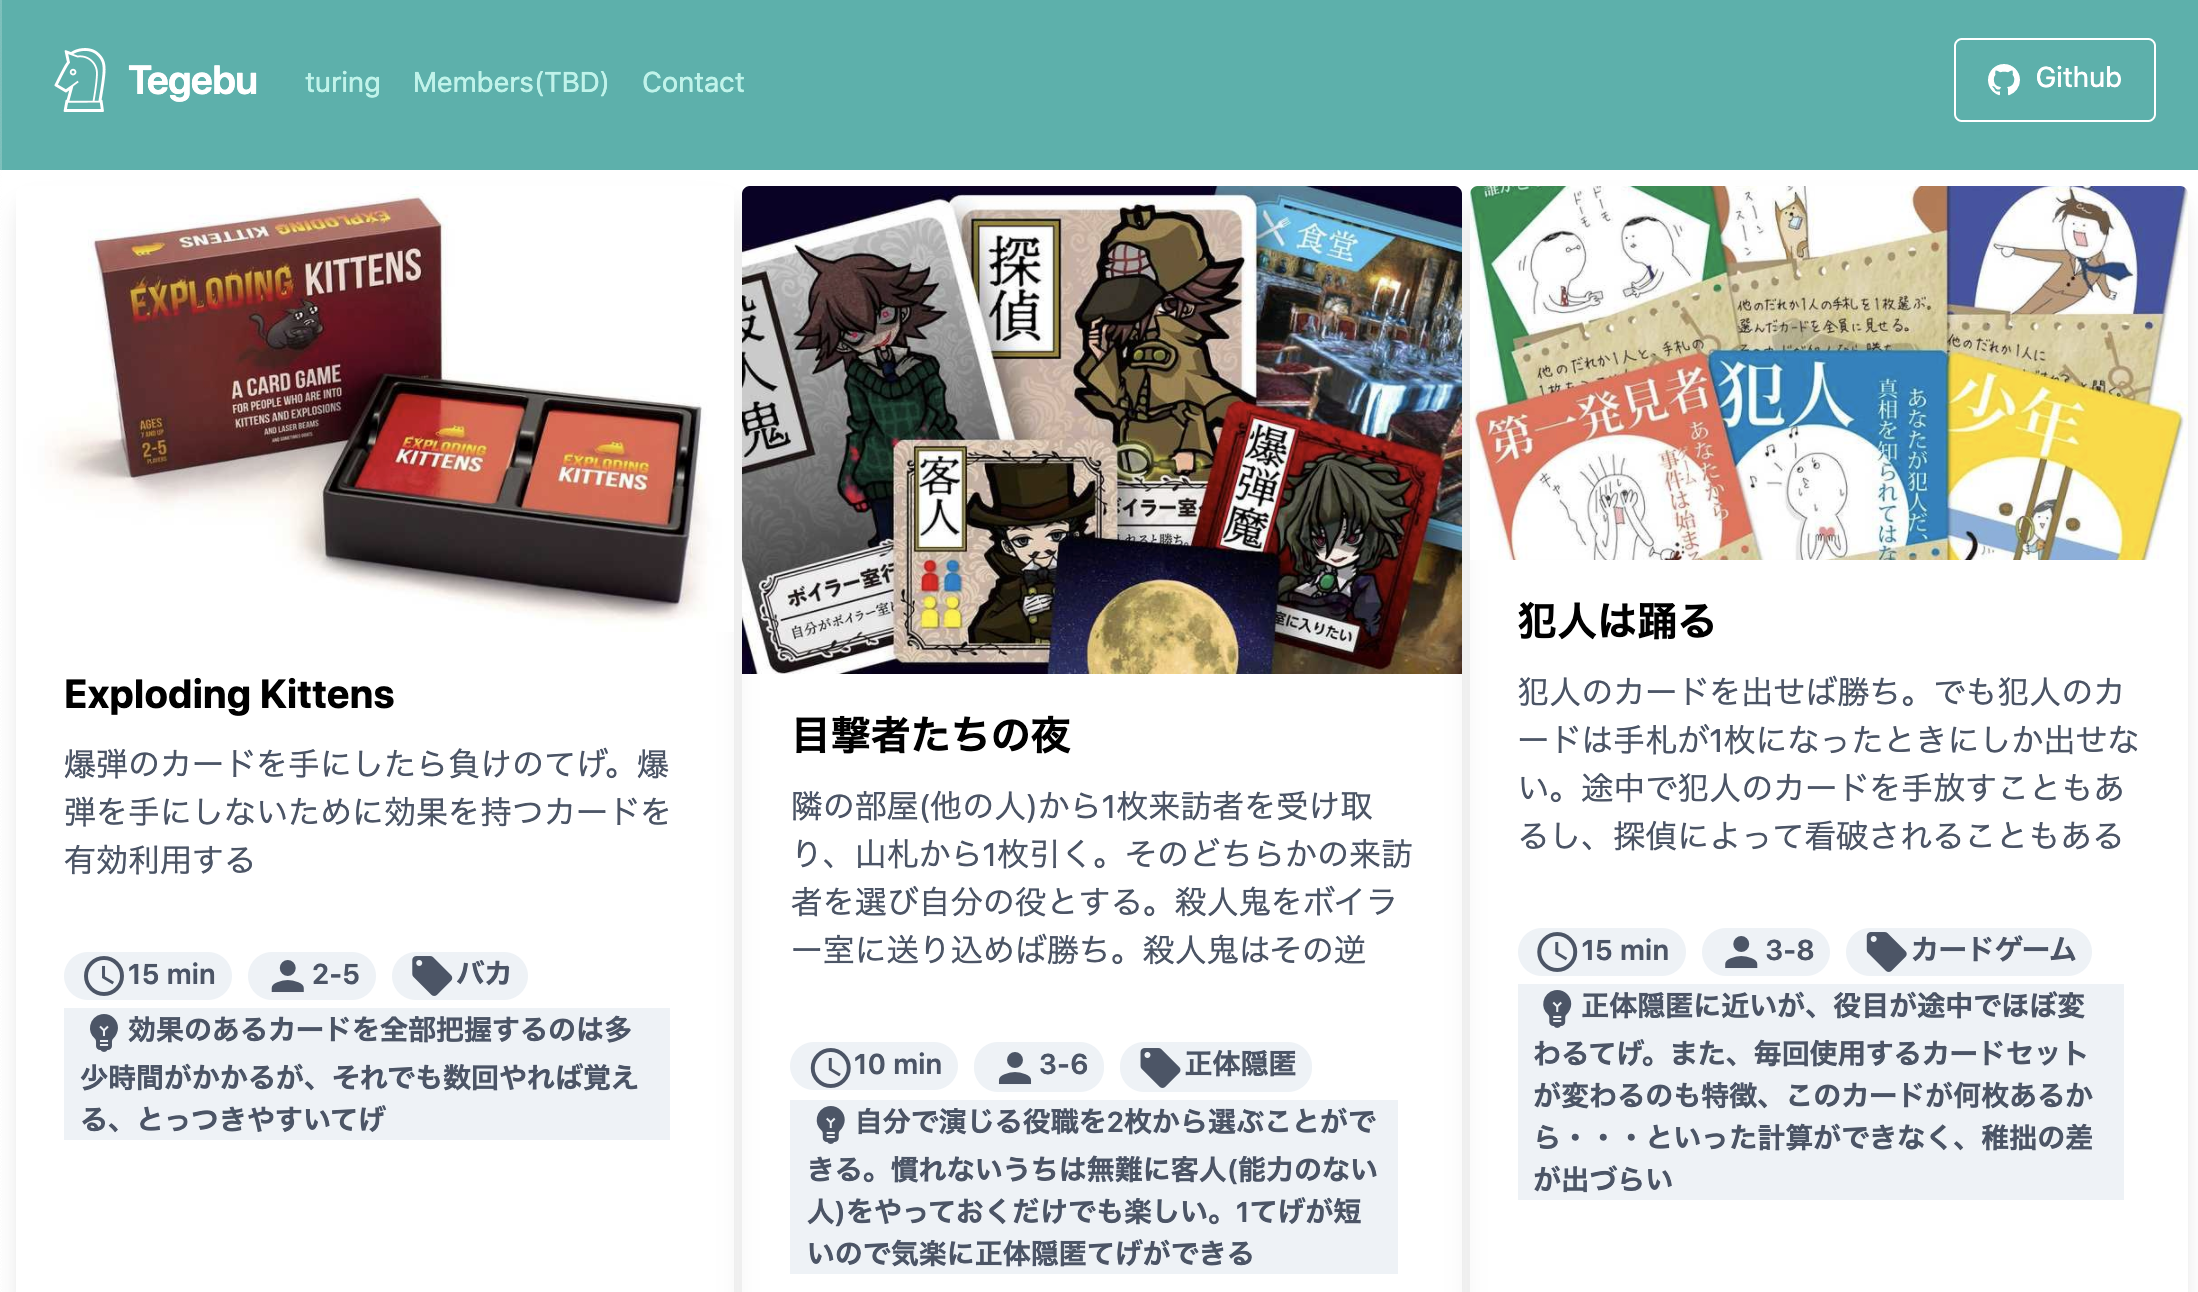 Tegebu
turing
Members(TBD)
Contact
Github
EXPLODING KITTENS
EXPLODING KITTENS
A CARD GAME
FOR PEOPLE WHO ARE INTO
KITTENS AND EXPLOSIONS
AND LASER BEAMS
AND SOMETIMES GOATS
AGES
7 AND UP
2-5
PLAYERS
EXPLODING
KITTENS
EXPLODING
KITTENS
Exploding Kittens
爆弾のカードを手にしたら負けのてげ。爆
弾を手にしないために効果を持つカードを
有効利用する
15 min
2-5
バカ
効果のあるカードを全部把握するのは多
少時間がかかるが、それでも数回やれば覚え
る、とっつきやすいてげ
殺人鬼
探偵
食堂
客人
爆弾魔
ボイラー室行
自分がボイラー室
ボイラー室
れると勝ち。
室に入りたい
目撃者たちの夜
隣の部屋(他の人)から1枚来訪者を受け取
り、山札から1枚引く。そのどちらかの来訪
者を選び自分の役とする。殺人鬼をボイラ
ー室に送り込めば勝ち。殺人鬼はその逆
10 min
3-6
正体隠匿
自分で演じる役職を2枚から選ぶことがで
きる。慣れないうちは無難に客人(能力のない
人)をやっておくだけでも楽しい。1てげが短
いので気楽に正体隠匿てげができる
ドーモ
ドーモ
他のだれか1人の手札を1枚選ぶ。
選んだカードを全員に見せる。
他のだれか1人と、手札の
他のだれか1人に
第一発見者
あなたから
事件は始まる
キャー
犯人
あなたが犯人だ、
真相を知られてはな
少年
犯人は踊る
犯人のカードを出せば勝ち。でも犯人のカ
ードは手札が1枚になったときにしか出せな
い。途中で犯人のカードを手放すこともあ
るし、探偵によって看破されることもある
15 min
3-8
カードゲーム
正体隠匿に近いが、役目が途中でほぼ変
わるてげ。また、毎回使用するカードセット
が変わるのも特徴、このカードが何枚あるか
ら・・・といった計算ができなく、稚拙の差
が出づらい